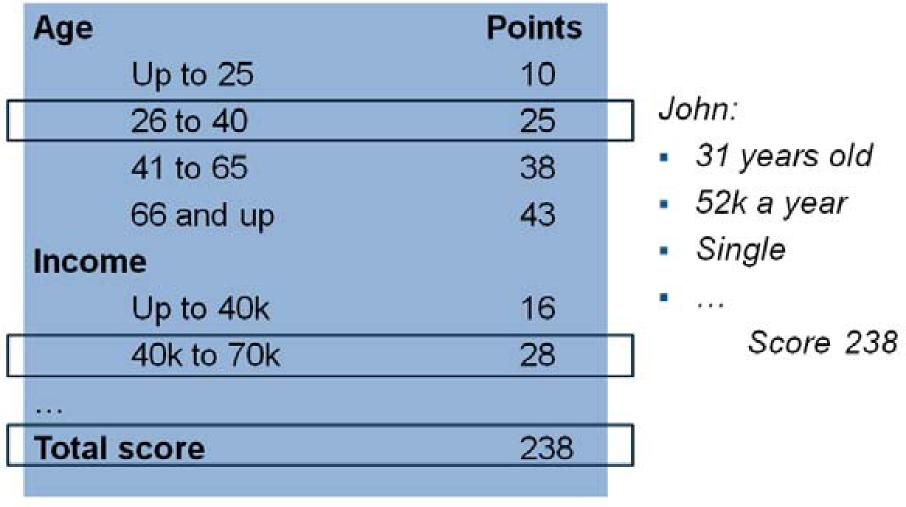 Age Points
Up to 25 10
26 to 40 25
41 to 65 38
66 and up 43
Income
Up to 40k 16
40k to 70k 28
...
Total score 238
John:
▪ 31 years old
▪ 52k a year
▪ Single
▪ ...
Score 238